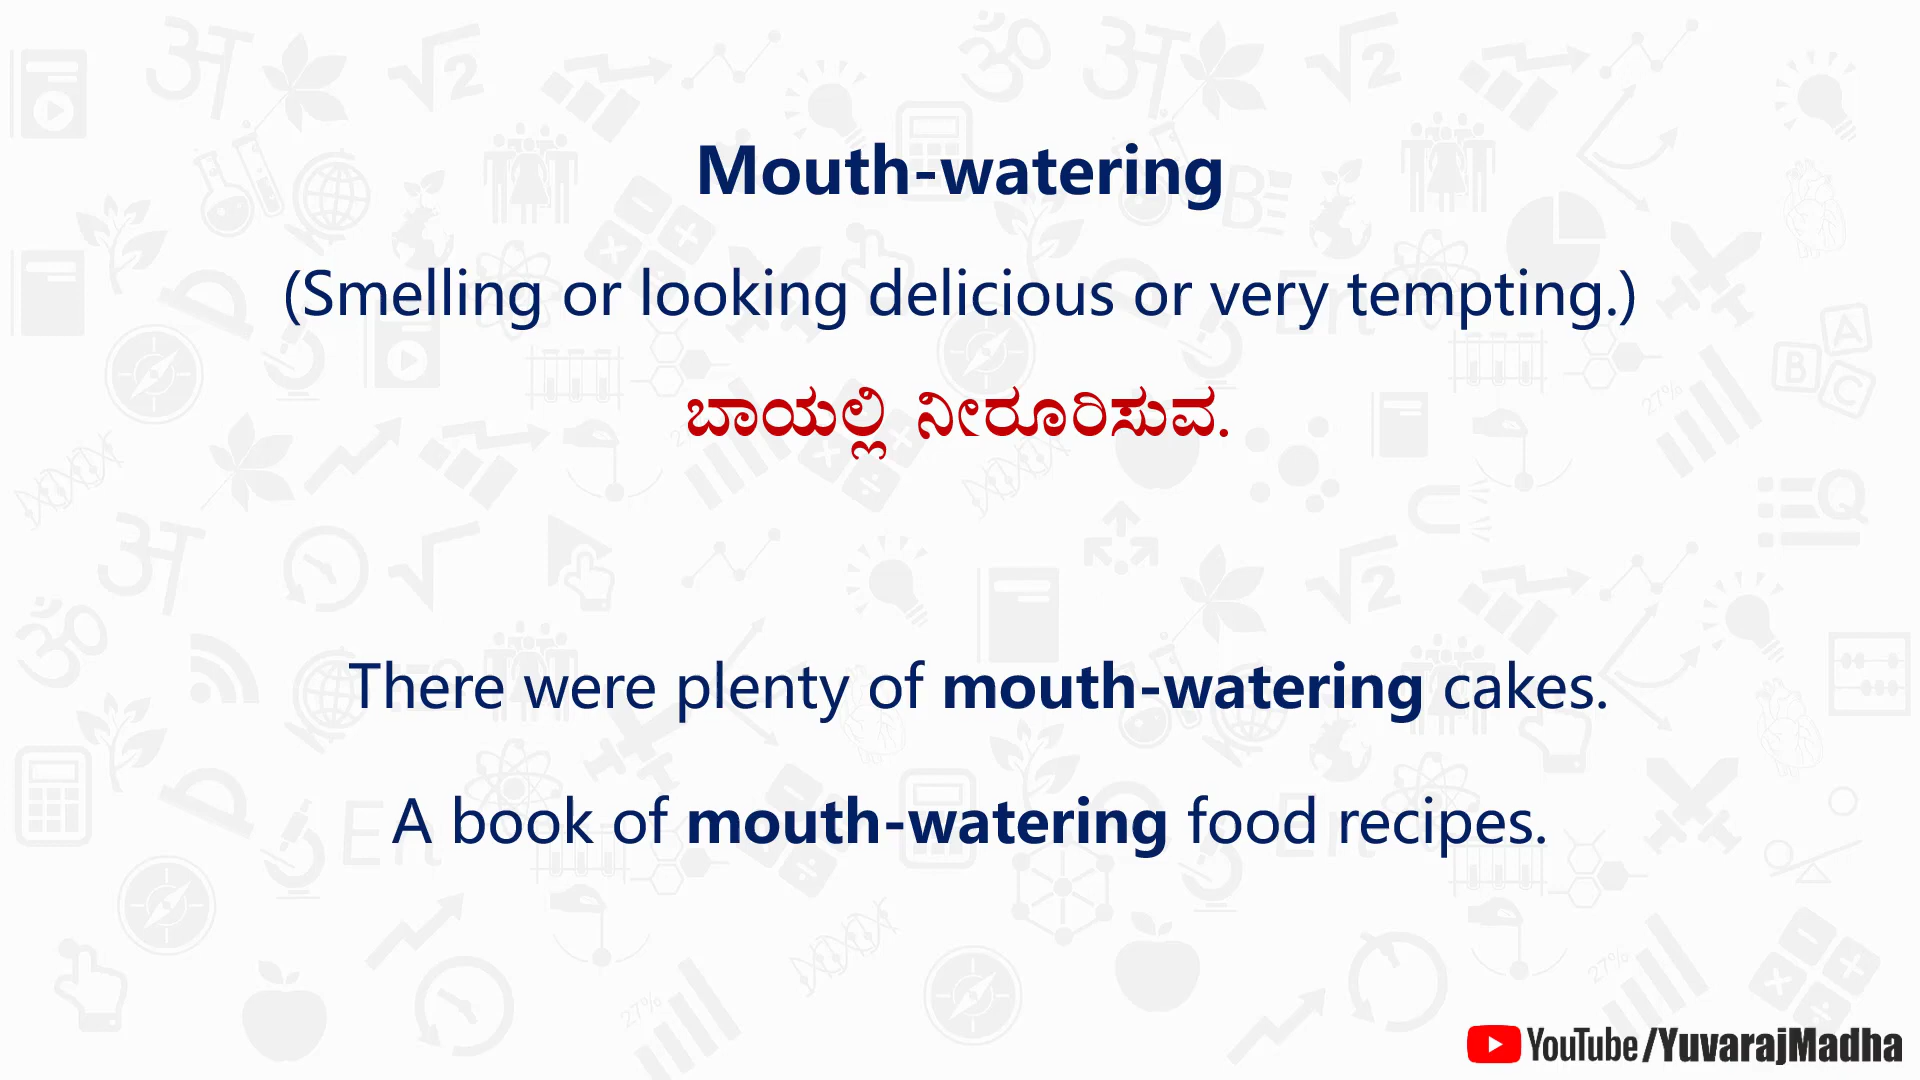 Mouth-watering
(Smelling or looking delicious or very tempting.)
ಬಾಯಲ್ಲಿ ನೀರೂರಿಸುವ.
There were plenty of mouth-watering cakes.
A book of mouth-watering food recipes.
YouTube/YuvarajMadha